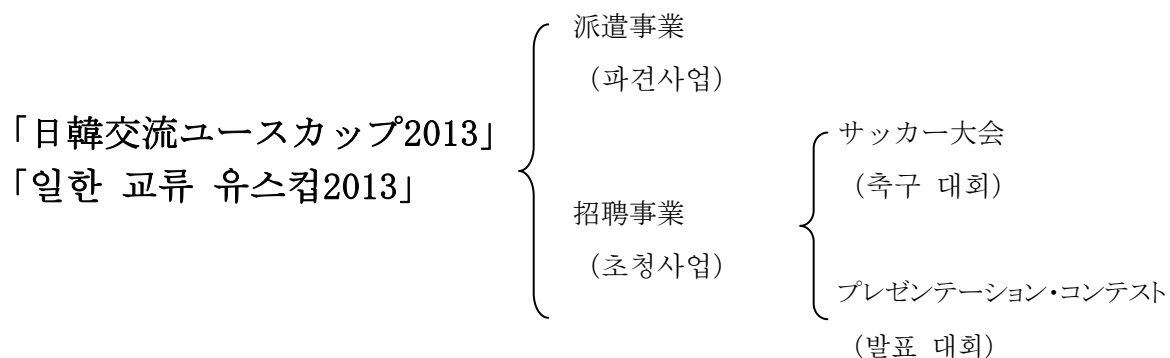 「日韓交流ユースカップ2013」
「일한 교류 유스컵2013」
派遣事業
(파견사업)
招聘事業
(초청사업)
サッカー大会
(축구 대회)
プレゼンテーション・コンテスト
(발표 대회)